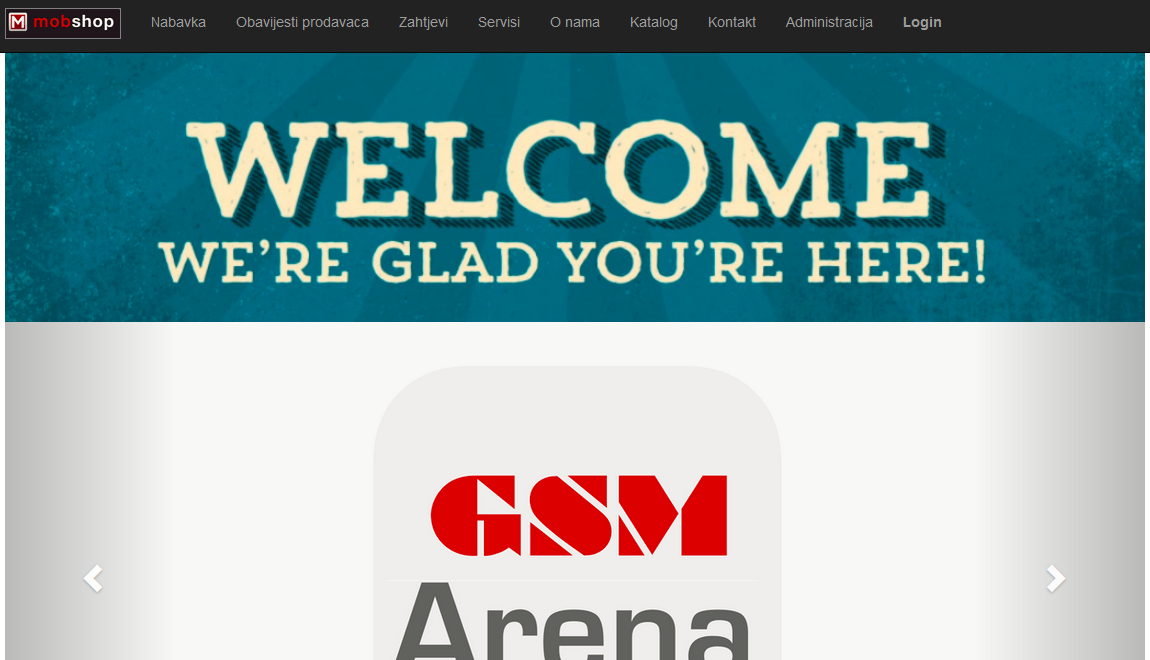 M mobshop Nabavka Obavijesti prodavaca Zahtjevi Servisi O nama Katalog Kontakt Administracija Login
WELCOME
WE'RE GLAD YOU'RE HERE!
GSM
Arena